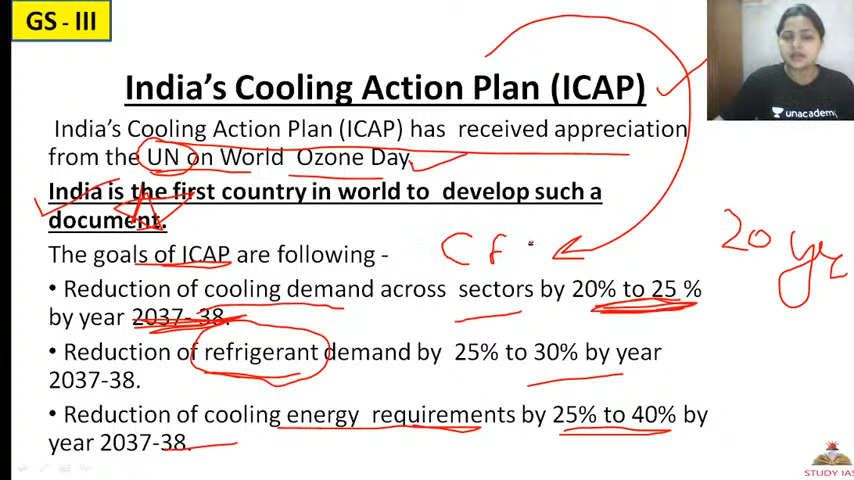 GS - III
India's Cooling Action Plan (ICAP)
India's Cooling Action Plan (ICAP) has received appreciation
from the UN on World Ozone Day
India is the first country in world to develop such a
document.
The goals of ICAP are following -
CF
20 yr
• Reduction of cooling demand across sectors by 20% to 25 %
by year 2037- 38.
• Reduction of refrigerant demand by 25% to 30% by year
2037-38.
• Reduction of cooling energy requirements by 25% to 40% by
year 2037-38.
unacademy
STUDY IAS